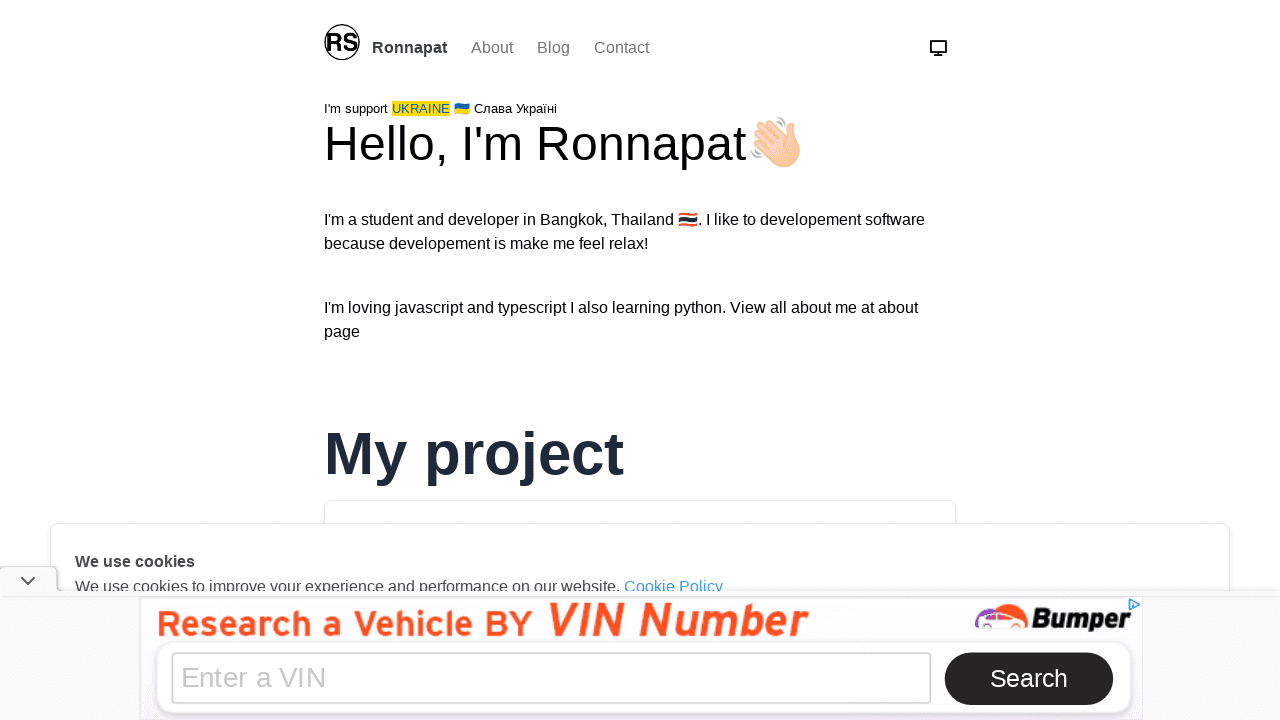 RS
Ronnapat About Blog Contact
I'm support UKRAINE 🇺🇦 Слава Україні
Hello, I'm Ronnapat👋🏻
I'm a student and developer in Bangkok, Thailand 🇹🇭. I like to developement software
because developement is make me feel relax!
I'm loving javascript and typescript I also learning python. View all about me at about
page
My project
We use cookies
We use cookies to improve your experience and performance on our website. Cookie Policy
Research a Vehicle BY VIN Number
Bumper
Enter a VIN
Search